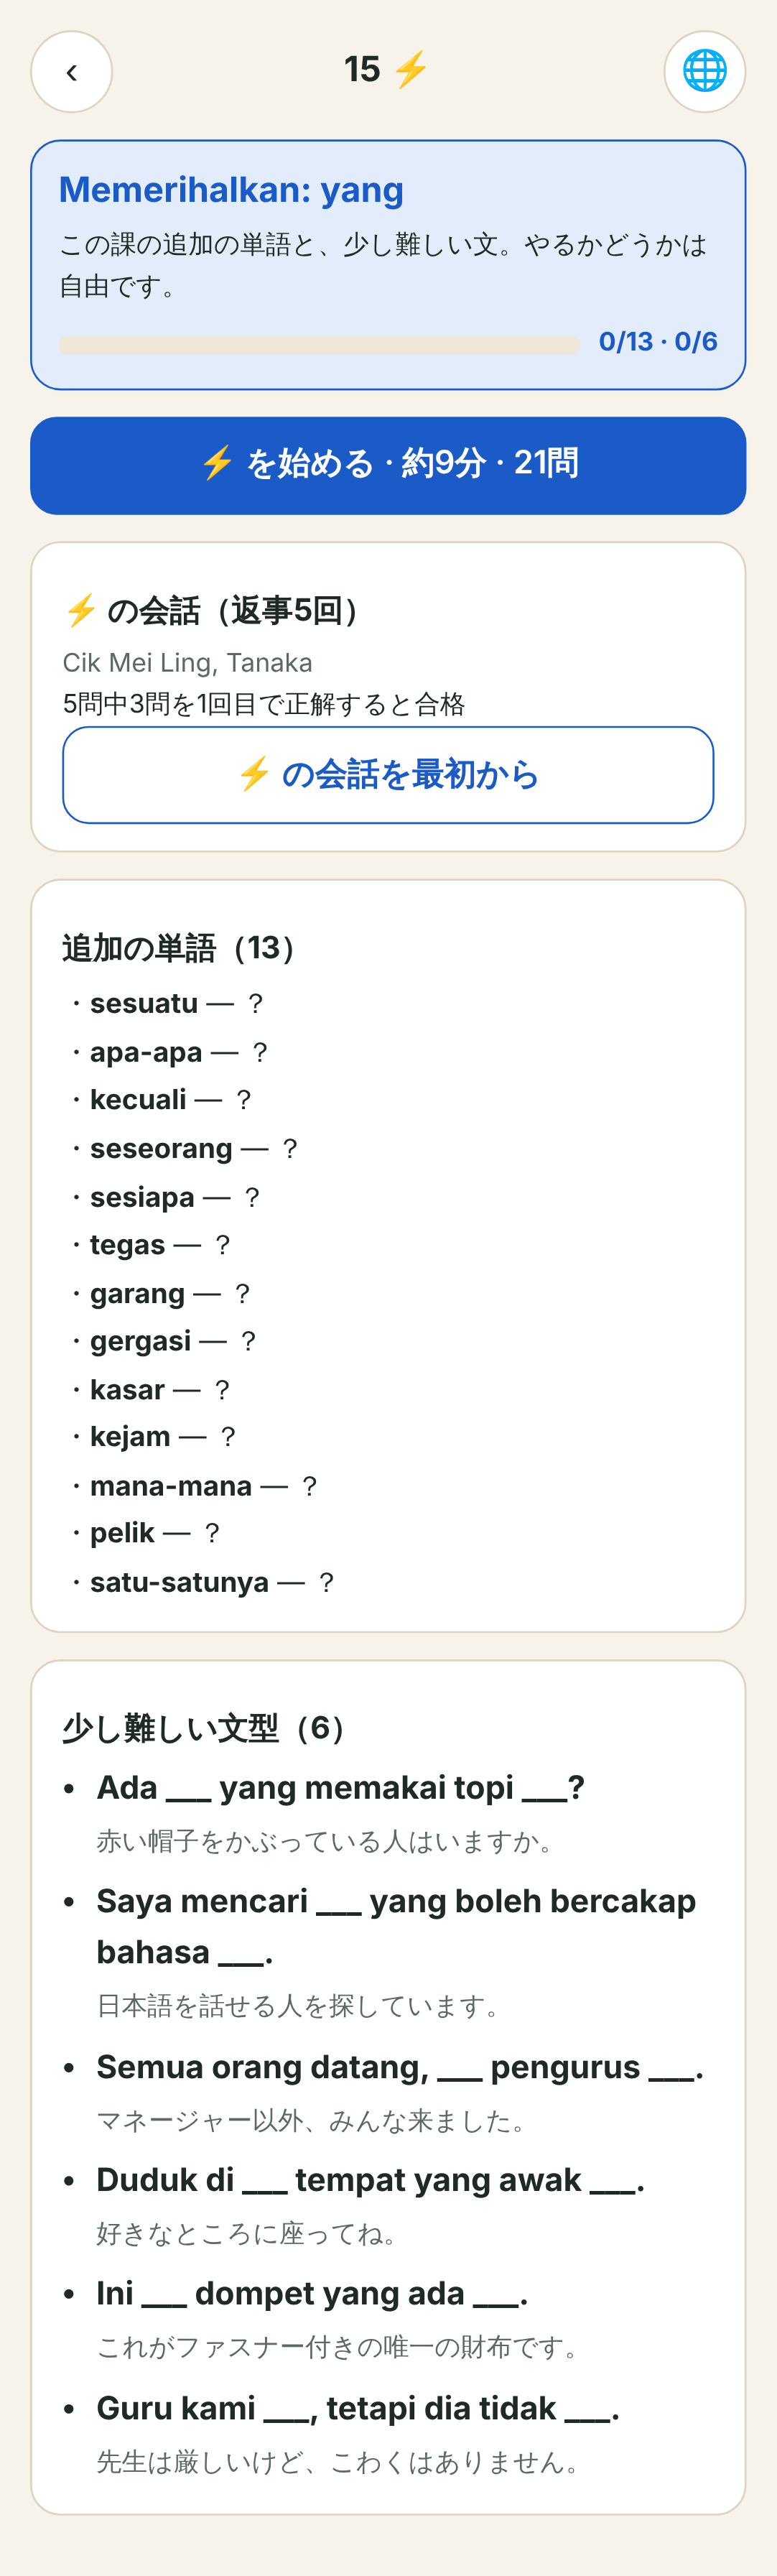 ‹
15 ⚡
🌐
Memerihalkan: yang
この課の追加の単語と、少し難しい文。やるかどうかは
自由です。
0/13 · 0/6
⚡ を始める · 約9分 · 21問
⚡ の会話（返事5回）
Cik Mei Ling, Tanaka
5問中3問を1回目で正解すると合格
⚡ の会話を最初から
追加の単語（13）
· sesuatu — ？
· apa-apa — ？
· kecuali — ？
· seseorang — ？
· sesiapa — ？
· tegas — ？
· garang — ？
· gergasi — ？
· kasar — ？
· kejam — ？
· mana-mana — ？
· pelik — ？
· satu-satunya — ？
少し難しい文型（6）
• Ada ___ yang memakai topi ___?
赤い帽子をかぶっている人はいますか。
• Saya mencari ___ yang boleh bercakap
bahasa ___.
日本語を話せる人を探しています。
• Semua orang datang, ___ pengurus ___.
マネージャー以外、みんな来ました。
• Duduk di ___ tempat yang awak ___.
好きなところに座ってね。
• Ini ___ dompet yang ada ___.
これがファスナー付きの唯一の財布です。
• Guru kami ___, tetapi dia tidak ___.
先生は厳しいけど、こわくはありません。